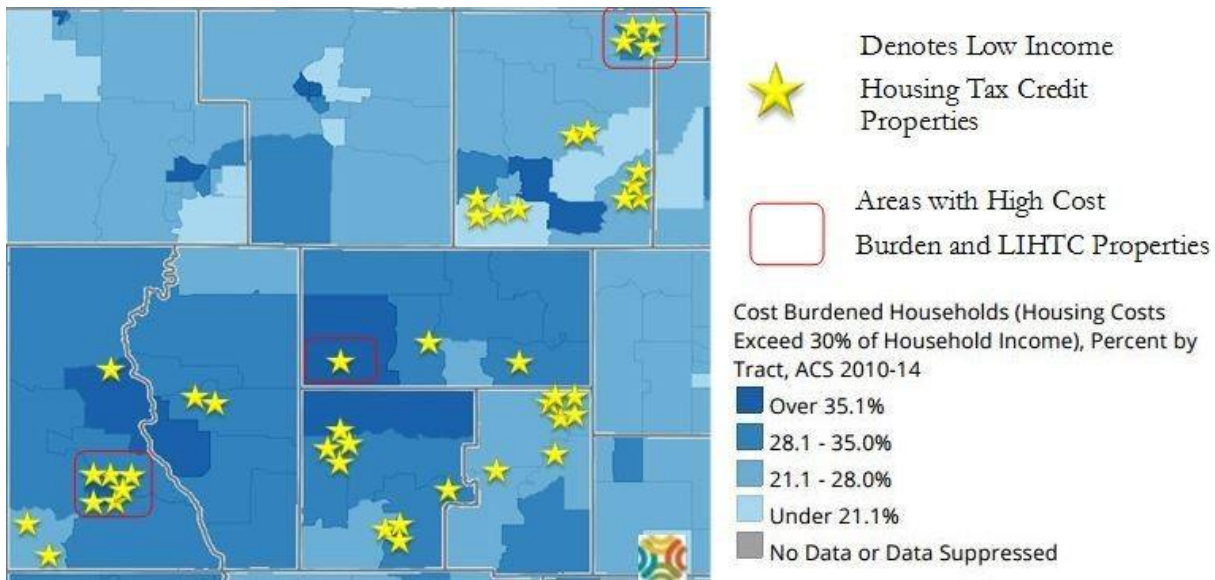 Denotes Low Income
Housing Tax Credit
Properties
Areas with High Cost
Burden and LIHTC Properties
Cost Burdened Households (Housing Costs
Exceed 30% of Household Income), Percent by
Tract, ACS 2010-14
Over 35.1%
28.1 - 35.0%
21.1 - 28.0%
Under 21.1%
No Data or Data Suppressed